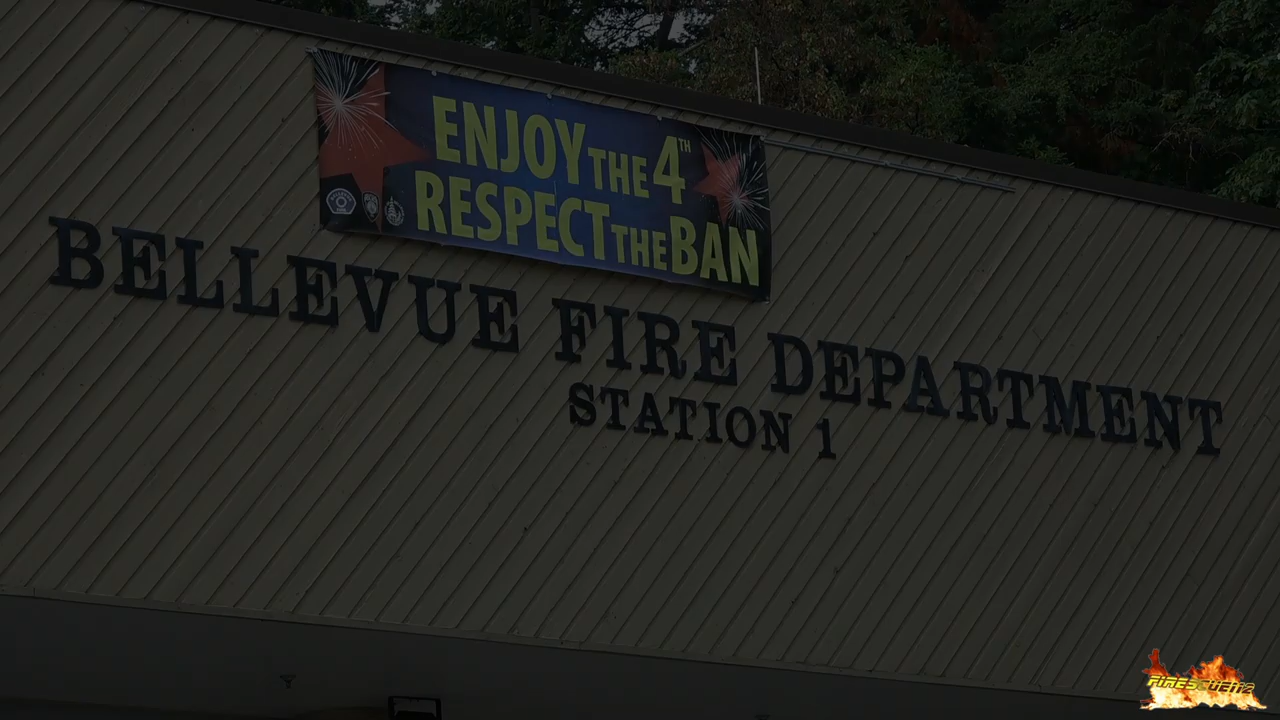 ENJOY THE 4TH
RESPECT THE BAN
BELLEVUE FIRE DEPARTMENT
STATION 1